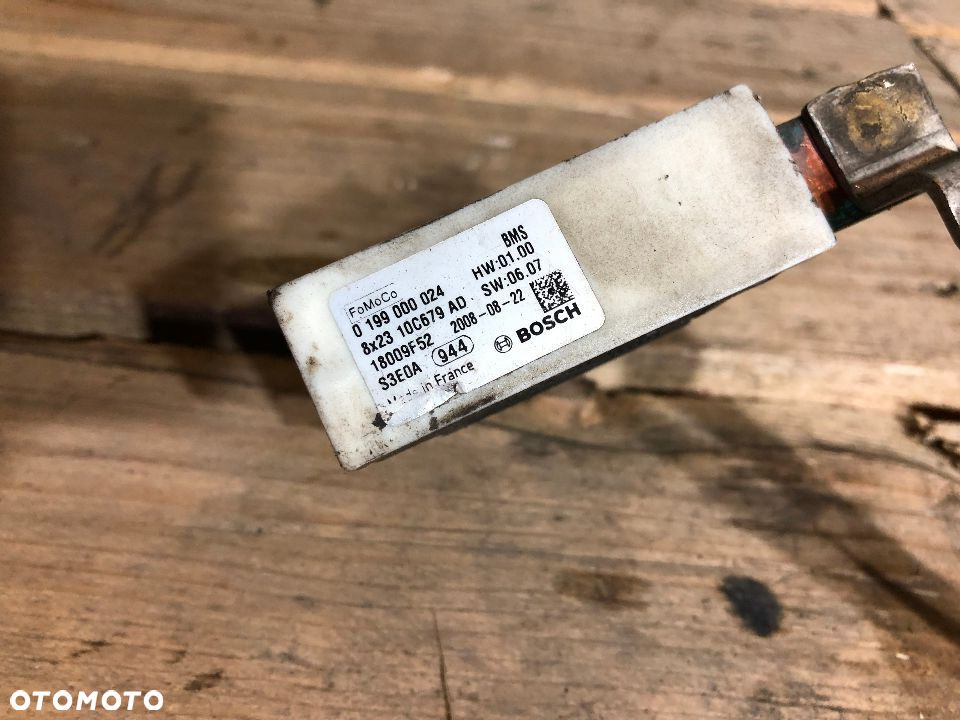 FoMoCo
BMS
0 199 000 024 HW:01.00
8x23 10C679 AD SW:06.07
18009F52 2008-08-22
S3E0A 944 BOSCH
Made in France
OTOMOTO